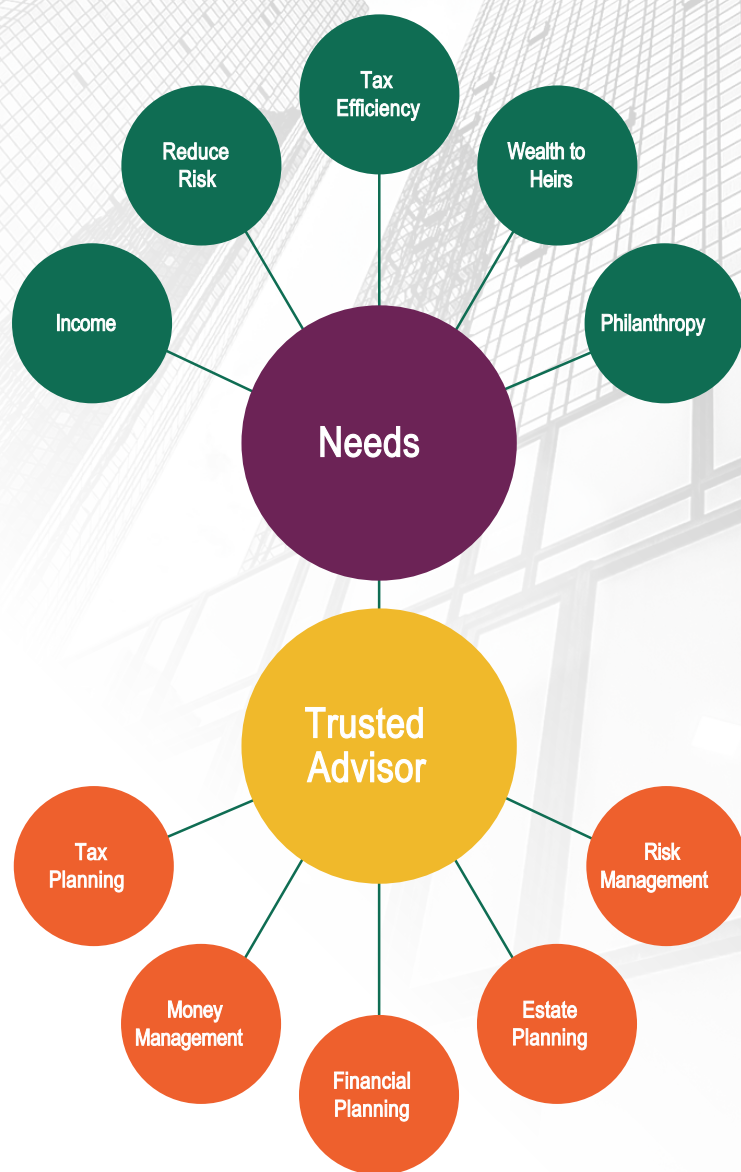 Tax
Efficiency
Reduce
Risk
Wealth to
Heirs
Income
Philanthropy
Needs
Trusted
Advisor
Tax
Planning
Risk
Management
Money
Management
Estate
Planning
Financial
Planning